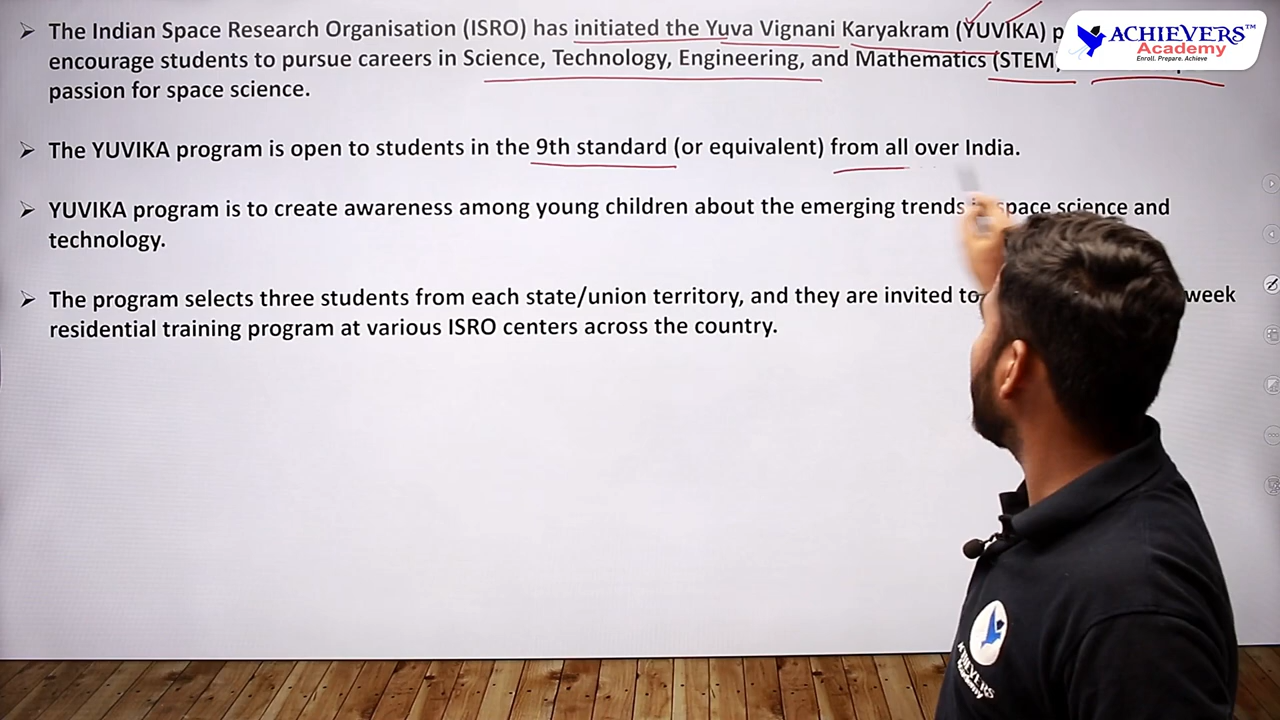 ➢ The Indian Space Research Organisation (ISRO) has initiated the Yuva Vignani Karyakram (YUVIKA)
encourage students to pursue careers in Science, Technology, Engineering, and Mathematics (STEM)
passion for space science.
➢ The YUVIKA program is open to students in the 9th standard (or equivalent) from all over India.
➢ YUVIKA program is to create awareness among young children about the emerging trends space science and
technology.
➢ The program selects three students from each state/union territory, and they are invited to week
residential training program at various ISRO centers across the country.
ACHIEVERS™
Academy
Enroll. Prepare. Achieve
ACHIEVERS
Academy